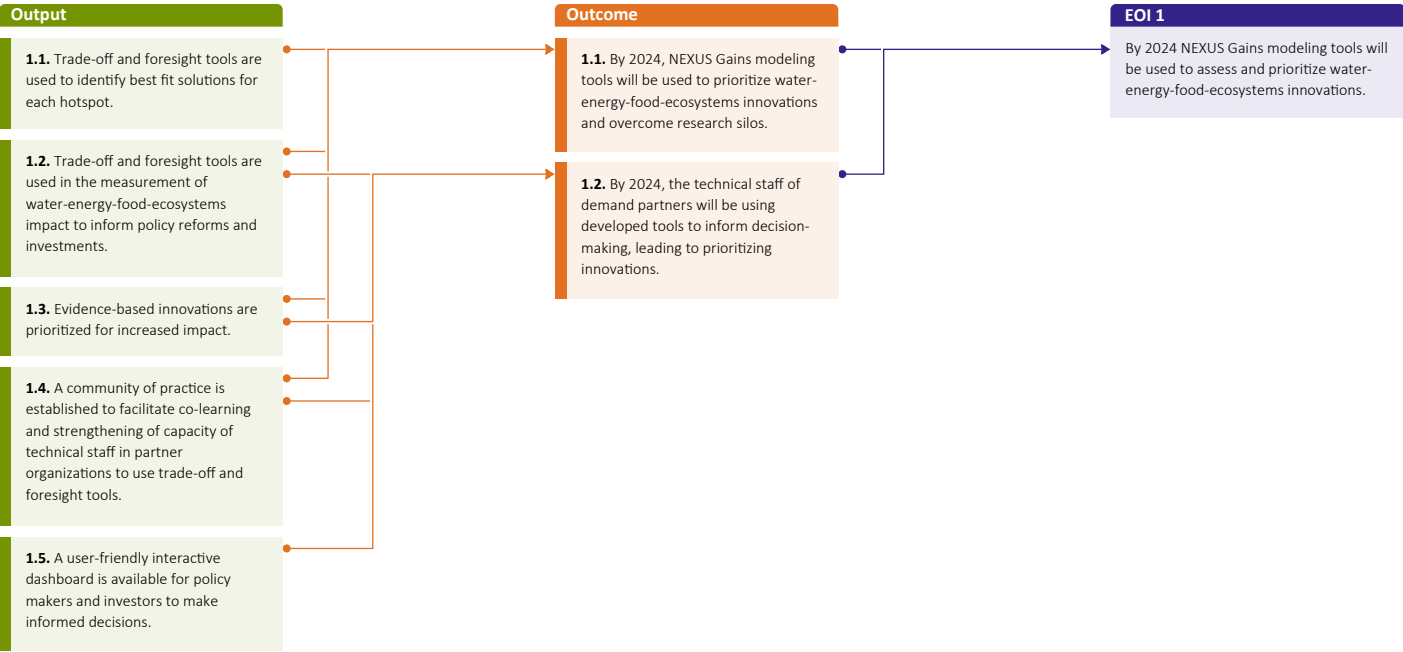 Output
1.1. Trade-off and foresight tools are
used to identify best fit solutions for
each hotspot.
1.2. Trade-off and foresight tools are
used in the measurement of
water-energy-food-ecosystems
impact to inform policy reforms and
investments.
1.3. Evidence-based innovations are
prioritized for increased impact.
1.4. A community of practice is
established to facilitate co-learning
and strengthening of capacity of
technical staff in partner
organizations to use trade-off and
foresight tools.
1.5. A user-friendly interactive
dashboard is available for policy
makers and investors to make
informed decisions.
Outcome
1.1. By 2024, NEXUS Gains modeling
tools will be used to prioritize water-
energy-food-ecosystems innovations
and overcome research silos.
1.2. By 2024, the technical staff of
demand partners will be using
developed tools to inform decision-
making, leading to prioritizing
innovations.
EOI 1
By 2024 NEXUS Gains modeling tools will
be used to assess and prioritize water-
energy-food-ecosystems innovations.